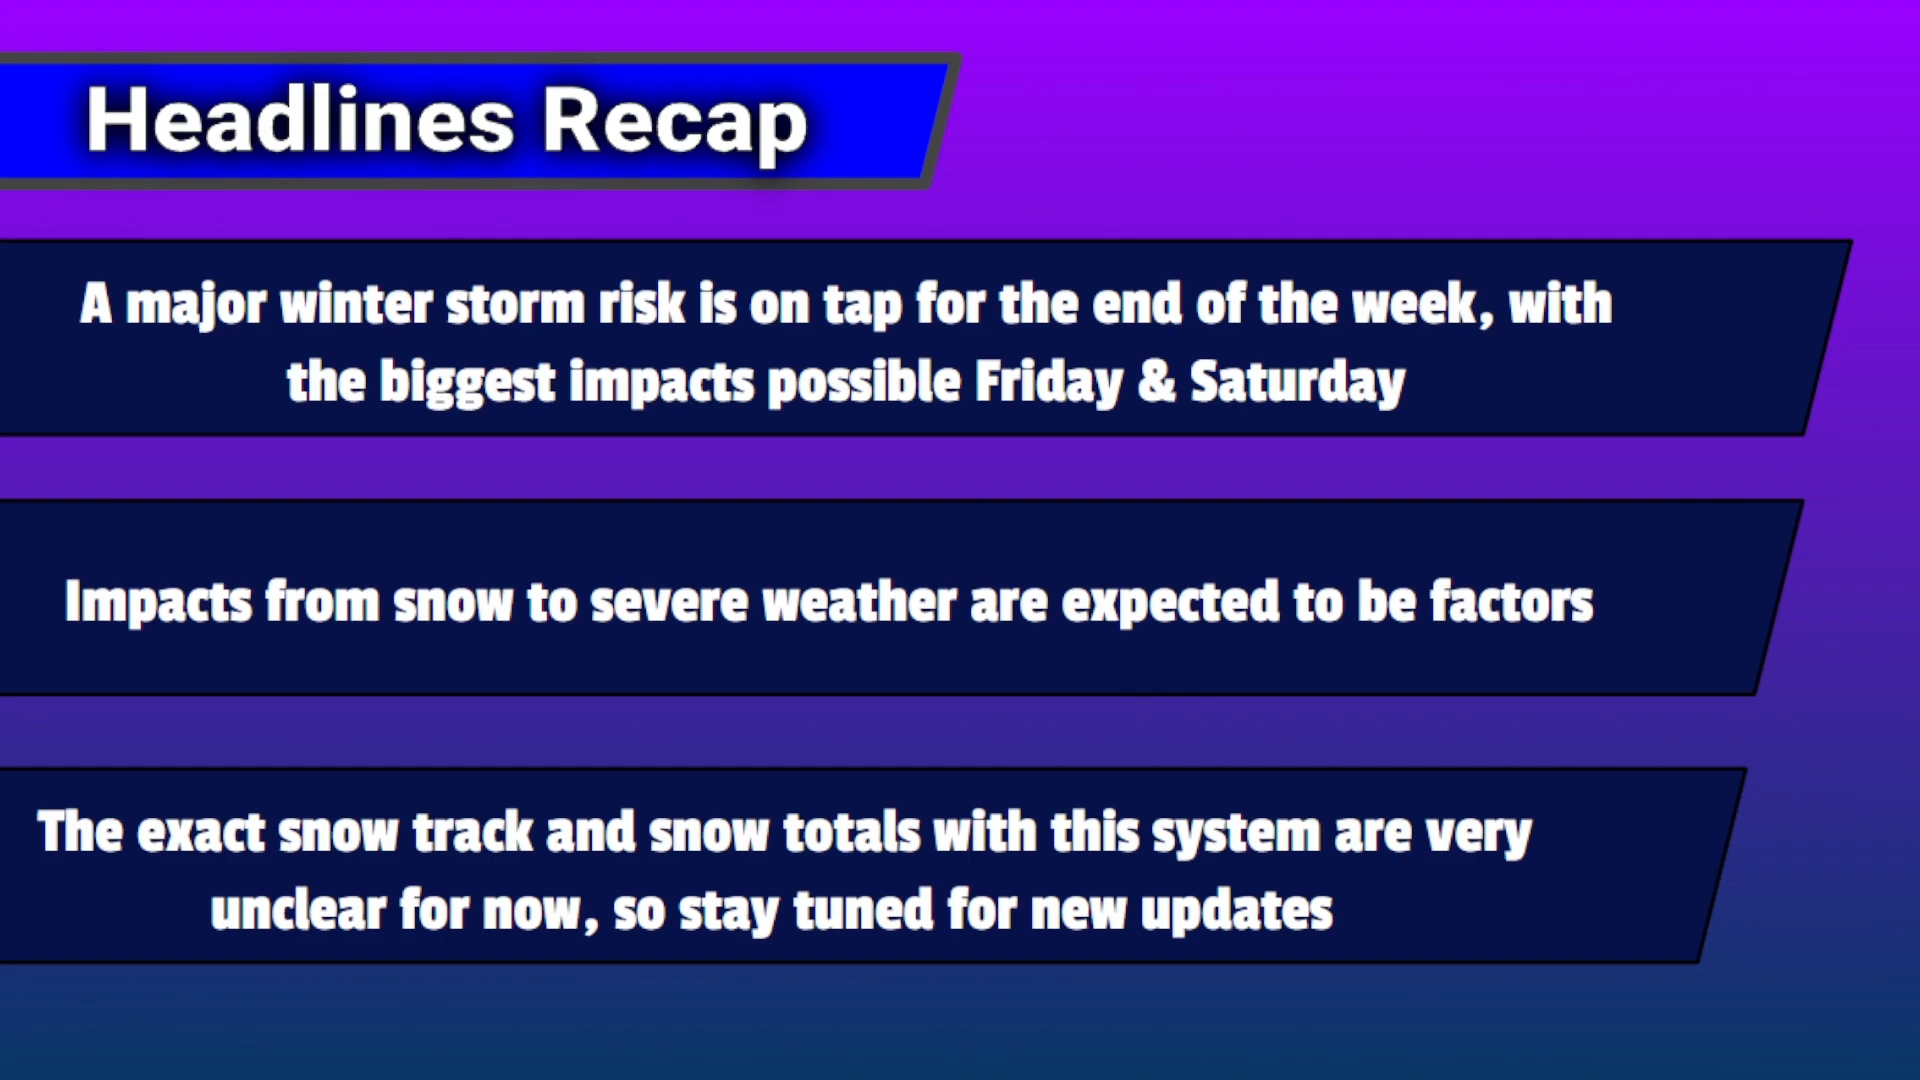 Headlines Recap
A major winter storm risk is on tap for the end of the week, with
the biggest impacts possible Friday & Saturday
Impacts from snow to severe weather are expected to be factors
The exact snow track and snow totals with this system are very
unclear for now, so stay tuned for new updates